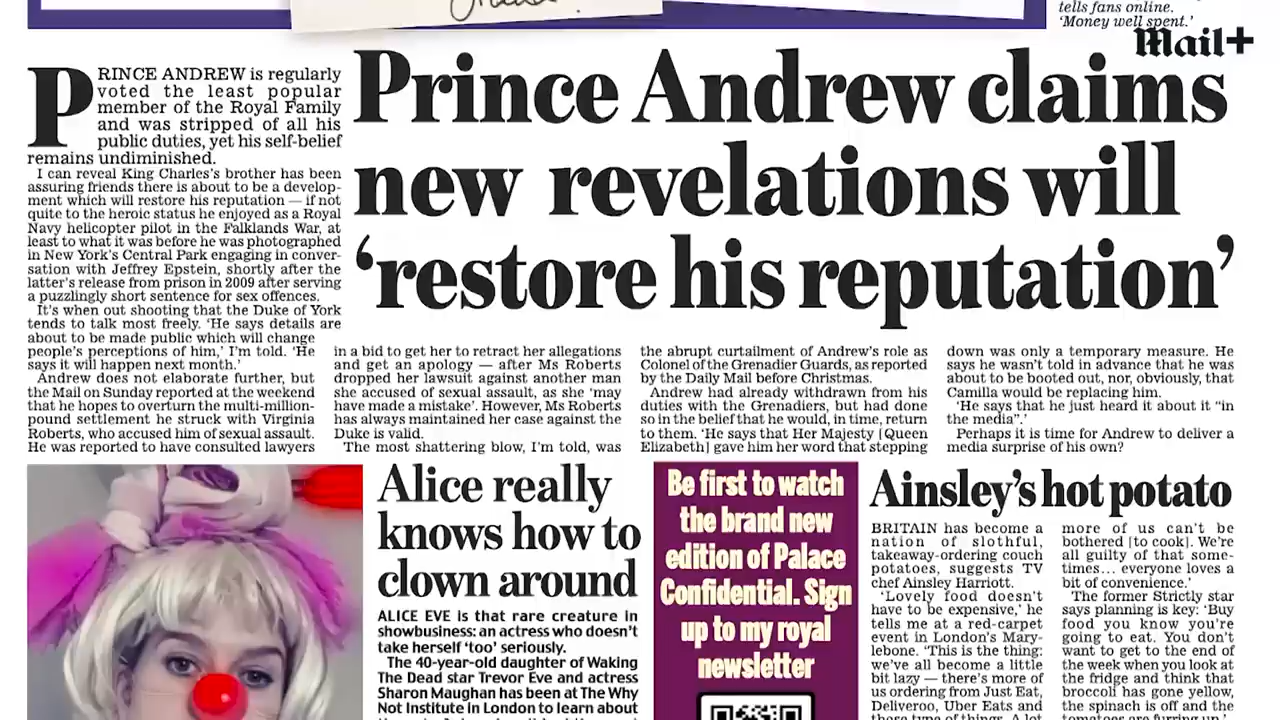 tells fans online.
‘Money well spent.’
Mail+
Prince Andrew claims
new revelations will
‘restore his reputation’
PRINCE ANDREW is regularly
voted the least popular
member of the Royal Family
and was stripped of all his
public duties, yet his self-belief
remains undiminished.
I can reveal King Charles’s brother has been
assuring friends there is about to be a develop-
ment which will restore his reputation — if not
quite to the heroic status he enjoyed as a Royal
Navy helicopter pilot in the Falklands War, at
least to what it was before he was photographed
in New York’s Central Park engaging in conver-
sation with Jeffrey Epstein, shortly after the
latter’s release from prison in 2009 after serving
a puzzlingly short sentence for sex offences.
It’s when out shooting that the Duke of York
tends to talk most freely. ‘He says details are
about to be made public which will change
people’s perceptions of him,’ I’m told. ‘He
says it will happen next month.’
Andrew does not elaborate further, but
the Mail on Sunday reported at the weekend
that he hopes to overturn the multi-million-
pound settlement he struck with Virginia
Roberts, who accused him of sexual assault.
He was reported to have consulted lawyers
in a bid to get her to retract her allegations
and get an apology — after Ms Roberts
dropped her lawsuit against another man
she accused of sexual assault, as she ‘may
have made a mistake’. However, Ms Roberts
has always maintained her case against the
Duke is valid.
The most shattering blow, I’m told, was
the abrupt curtailment of Andrew’s role as
Colonel of the Grenadier Guards, as reported
by the Daily Mail before Christmas.
Andrew had already withdrawn from his
duties with the Grenadiers, but had done
so in the belief that he would, in time, return
to them. ‘He says that Her Majesty [Queen
Elizabeth] gave him her word that stepping
down was only a temporary measure. He
says he wasn’t told in advance that he was
about to be booted out, nor, obviously, that
Camilla would be replacing him.
‘He says that he just heard it about it “in
the media”.’
Perhaps it is time for Andrew to deliver a
media surprise of his own?
Alice really
knows how to
clown around
ALICE EVE is that rare creature in
showbusiness: an actress who doesn’t
take herself ‘too’ seriously.
The 40-year-old daughter of Waking
The Dead star Trevor Eve and actress
Sharon Maughan has been at The Why
Not Institute in London to learn about
Be first to watch
the brand new
edition of Palace
Confidential. Sign
up to my royal
newsletter
Ainsley’s hot potato
BRITAIN has become a
nation of slothful,
takeaway-ordering couch
potatoes, suggests TV
chef Ainsley Harriott.
‘Lovely food doesn’t
have to be expensive,’ he
tells me at a red-carpet
event in London’s Mary-
lebone. ‘This is the thing:
we’ve all become a little
bit lazy — there’s more of
us ordering from Just Eat,
Deliveroo, Uber Eats and
those type of things. A lot
more of us can’t be
bothered [to cook]. We’re
all guilty of that some-
times… everyone loves a
bit of convenience.’
The former Strictly star
says planning is key: ‘Buy
food you know you’re
going to eat. You don’t
want to get to the end of
the week when you look at
the fridge and think that
broccoli has gone yellow,
the spinach is off and the
tomatoes are furring up.’